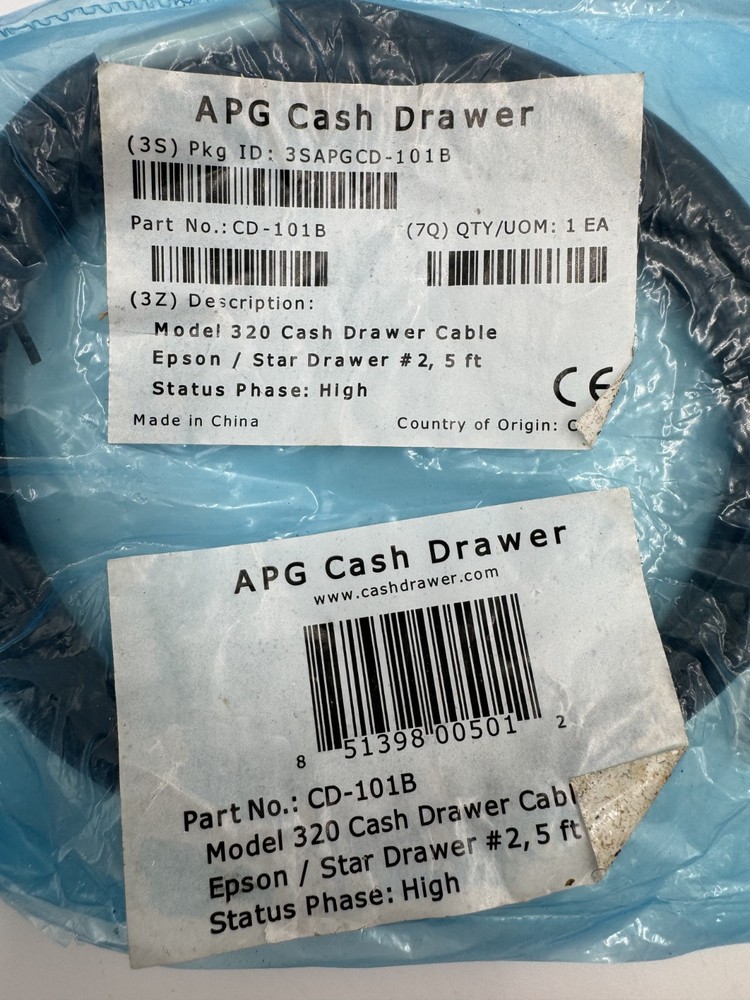 APG Cash Drawer
(3S) Pkg ID: 3SAPGCD-101B
Part No.: CD-101B (7Q) QTY/UOM: 1 EA
(3Z) Description:
Model 320 Cash Drawer Cable
Epson / Star Drawer #2, 5 ft
Status Phase: High
CE
Made in China Country of Origin:
APG Cash Drawer
www.cashdrawer.com
8 51398 00501 2
Part No.: CD-101B
Model 320 Cash Drawer
Epson / Star Drawer #2, 5 ft
Status Phase: High